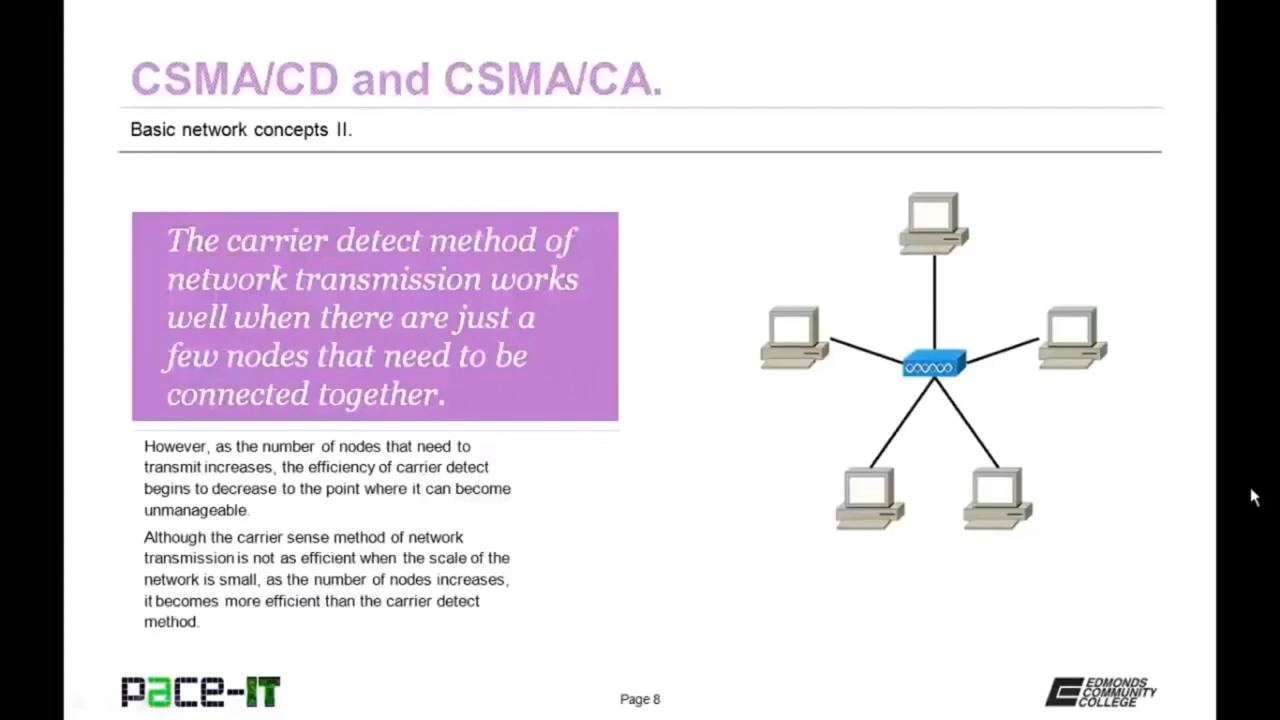 CSMA/CD and CSMA/CA.
Basic network concepts II.
The carrier detect method of
network transmission works
well when there are just a
few nodes that need to be
connected together.
However, as the number of nodes that need to
transmit increases, the efficiency of carrier detect
begins to decrease to the point where it can become
unmanageable.
Although the carrier sense method of network
transmission is not as efficient when the scale of the
network is small, as the number of nodes increases,
it becomes more efficient than the carrier detect
method.
pace-IT
Page 8
EDMONDS
COMMUNITY
COLLEGE